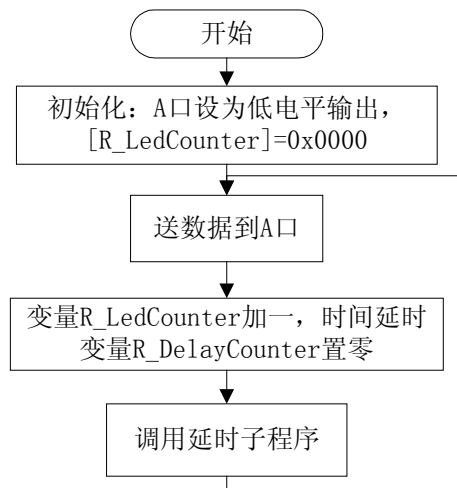 开始
初始化：A口设为低电平输出，
[R_LedCounter]=0x0000
送数据到A口
变量R_LedCounter加一，时间延时
变量R_DelayCounter置零
调用延时子程序